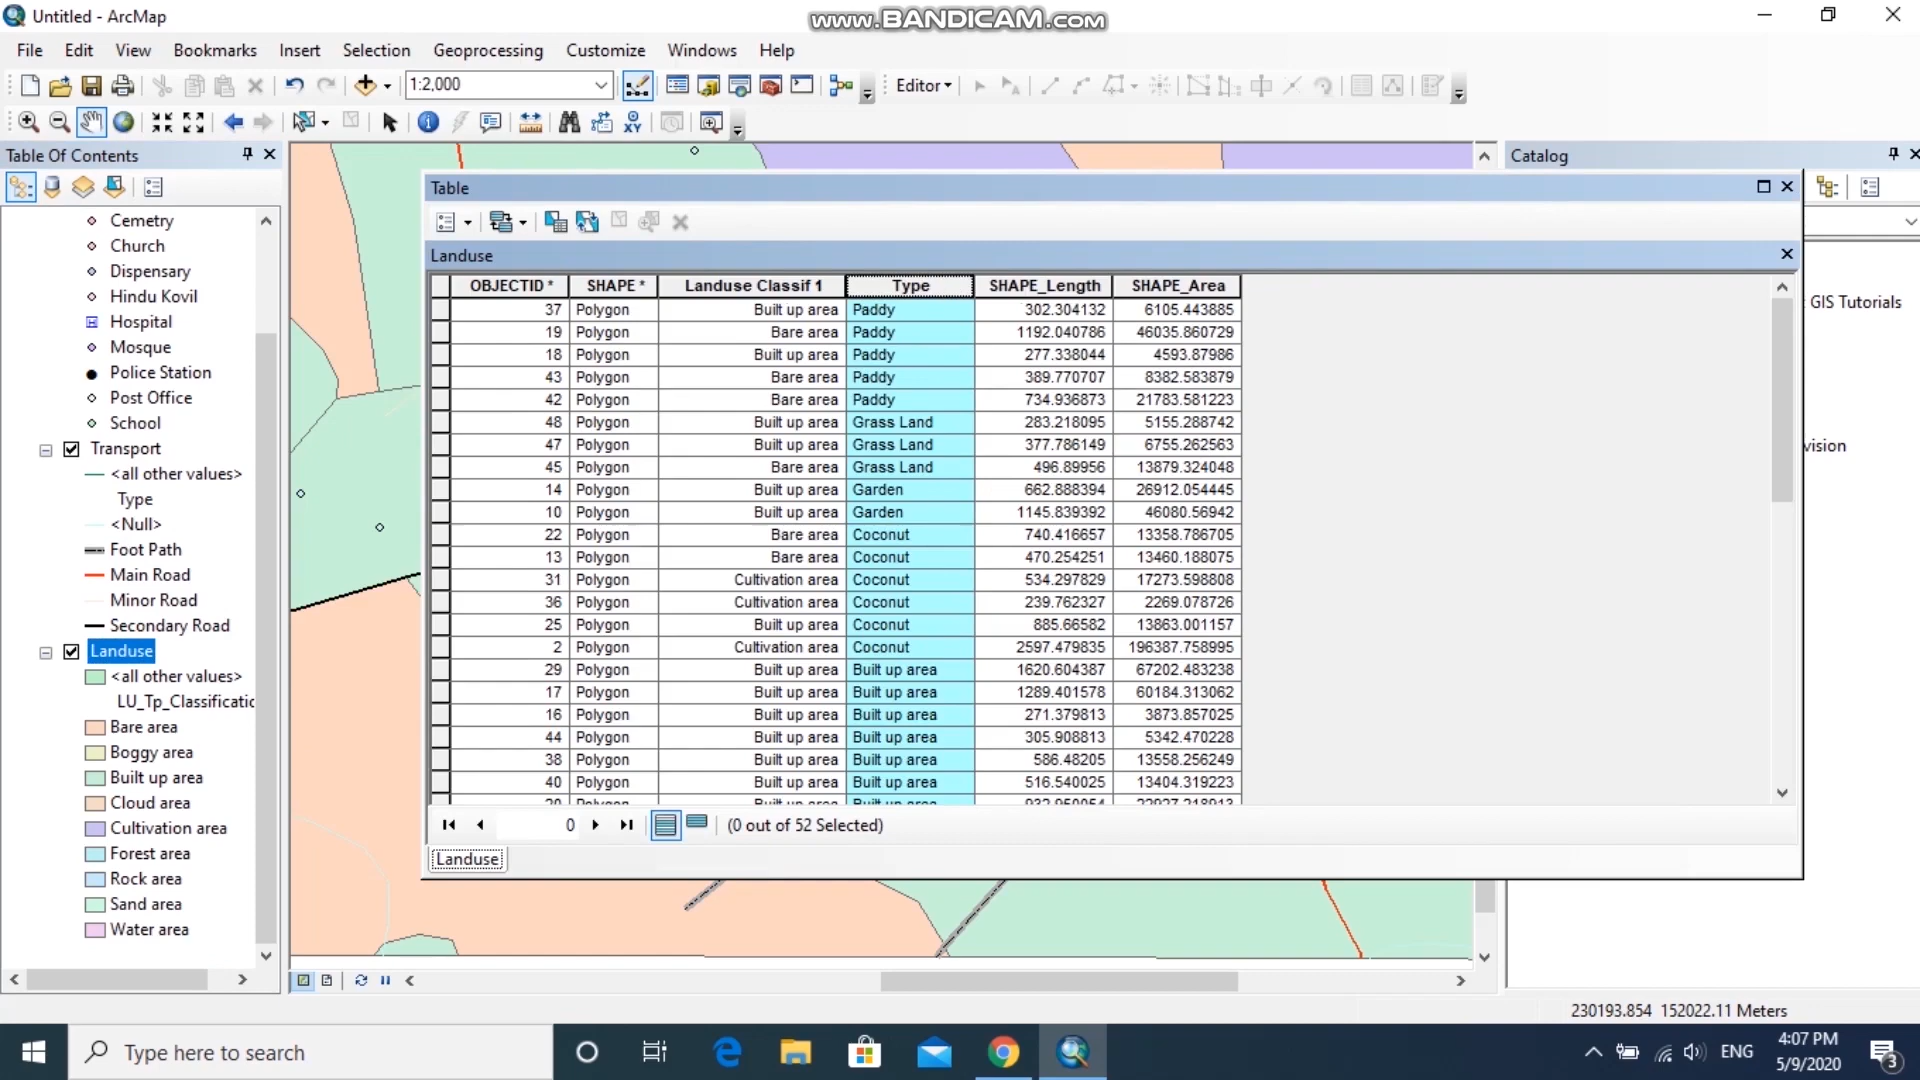 Untitled - ArcMap
www.BANDICAM.com
File Edit View Bookmarks Insert Selection Geoprocessing Customize Windows Help
1:2,000
Editor
Table Of Contents
Cemetry
Church
Dispensary
Hindu Kovil
Hospital
Mosque
Police Station
Post Office
School
Transport
<all other values>
Type
<Null>
Foot Path
Main Road
Minor Road
Secondary Road
Landuse
<all other values>
LU_Tp_Classificatic
Bare area
Boggy area
Built up area
Cloud area
Cultivation area
Forest area
Rock area
Sand area
Water area
Table
Landuse
OBJECTID * SHAPE * Landuse Classif 1 Type SHAPE_Length SHAPE_Area
37 Polygon Built up area Paddy 302.304132 6105.443885
19 Polygon Bare area Paddy 1192.040786 46035.860729
18 Polygon Built up area Paddy 277.338044 4593.87986
43 Polygon Bare area Paddy 389.770707 8382.583879
42 Polygon Bare area Paddy 734.936873 21783.581223
48 Polygon Built up area Grass Land 283.218095 5155.288742
47 Polygon Built up area Grass Land 377.786149 6755.262563
45 Polygon Bare area Grass Land 496.89956 13879.324048
14 Polygon Built up area Garden 662.888394 26912.054445
10 Polygon Built up area Garden 1145.839392 46080.56942
22 Polygon Bare area Coconut 740.416657 13358.786705
13 Polygon Bare area Coconut 470.254251 13460.188075
31 Polygon Cultivation area Coconut 534.297829 17273.598808
36 Polygon Cultivation area Coconut 239.762327 2269.078726
25 Polygon Built up area Coconut 885.66582 13863.001157
2 Polygon Cultivation area Coconut 2597.479835 196387.758995
29 Polygon Built up area Built up area 1620.604387 67202.483238
17 Polygon Built up area Built up area 1289.401578 60184.313062
16 Polygon Built up area Built up area 271.379813 3873.857025
44 Polygon Built up area Built up area 305.908813 5342.470228
38 Polygon Built up area Built up area 586.48205 13558.256249
40 Polygon Built up area Built up area 516.540025 13404.319223
0 (0 out of 52 Selected)
Landuse
Catalog
GIS Tutorials
vision
XY
230193.854 152022.11 Meters
Type here to search
ENG
4:07 PM
5/9/2020
3